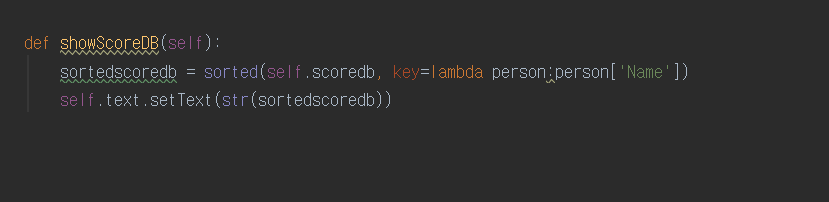 def showScoreDB(self):
    sortedscoredb = sorted(self.scoredb, key=lambda person:person['Name'])
    self.text.setText(str(sortedscoredb))